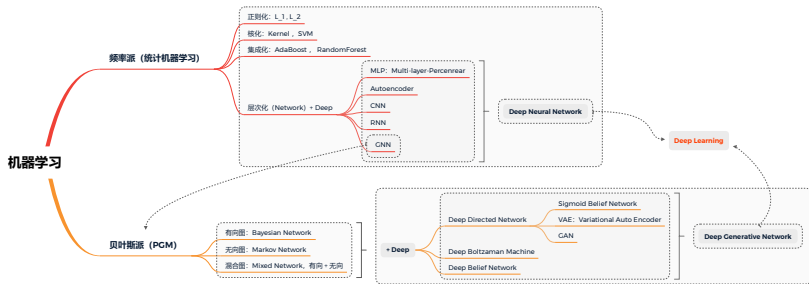 机器学习
频率派（统计机器学习）
正则化：L_1, L_2
核化：Kernel ，SVM
集成化：AdaBoost ， RandomForest
层次化（Network）+ Deep
MLP：Multi-layer-Percenrear
Autoencoder
CNN
RNN
GNN
Deep Neural Network
Deep Learning
贝叶斯派（PGM）
有向图：Bayesian Network
无向图：Markov Network
混合图：Mixed Network，有向 + 无向
+ Deep
Deep Directed Network
Sigmoid Belief Network
VAE：Variational Auto Encoder
GAN
Deep Boltzaman Machine
Deep Belief Network
Deep Generative Network